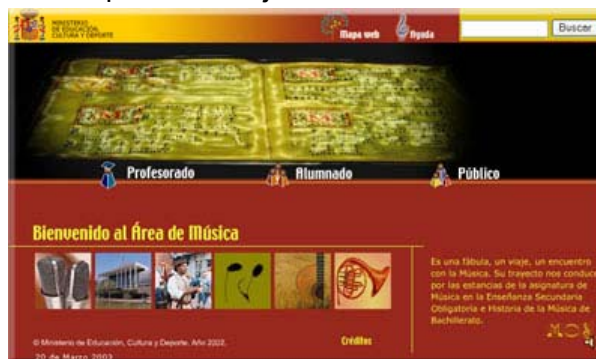 MINISTERIO
DE EDUCACIÓN,
CULTURA Y DEPORTE
Mapa web
Ayuda
Buscar
Profesorado
Alumnado
Público
Bienvenido al Área de Música
Es una fábula, un viaje, un encuentro
con la Música. Su trayecto nos conduce
por las estancias de la asignatura de
Música en la Enseñanza Secundaria
Obligatoria e Historia de la Música de
Bachillerato.
© Ministerio de Educación, Cultura y Deporte. Año 2002.
Créditos
20 de Marzo 2003